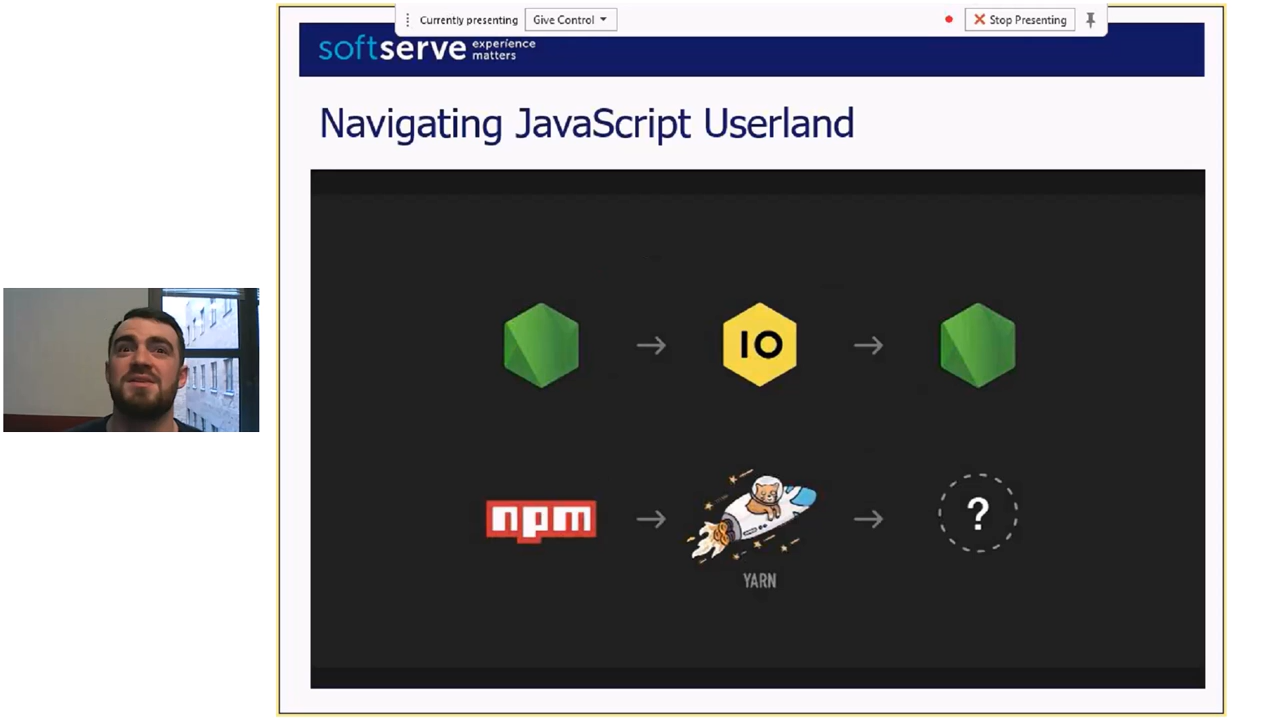 Currently presenting
Give Control
Stop Presenting
softserve experience matters
Navigating JavaScript Userland
IO
npm
?
YARN